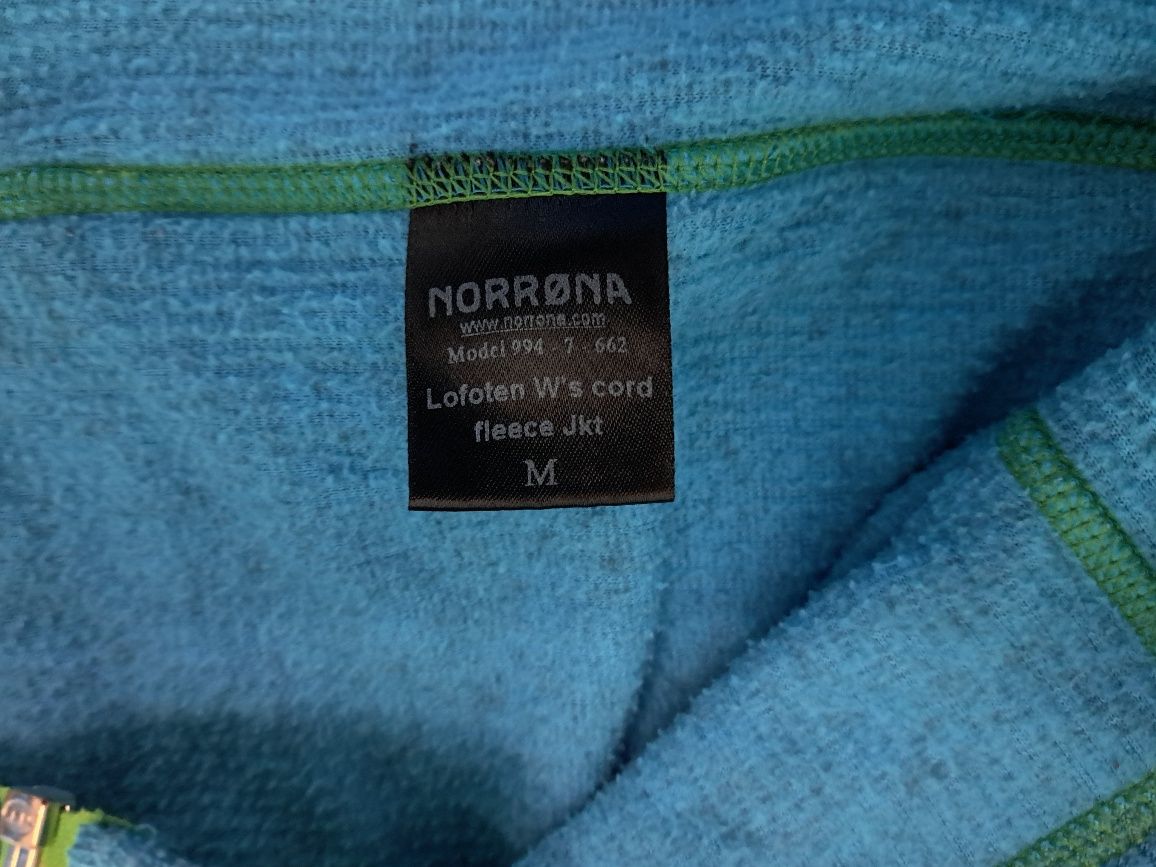 NORRØNA
www.norrona.com
Model 994 - 7 - 662
Lofoten W's cord
fleece Jkt
M